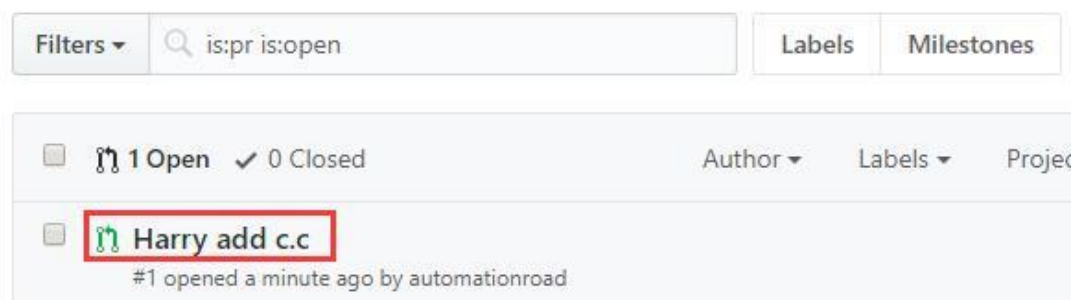 Filters is:pr is:open Labels Milestones
1 Open 0 Closed Author Labels
Harry add c.c
#1 opened a minute ago by automationroad